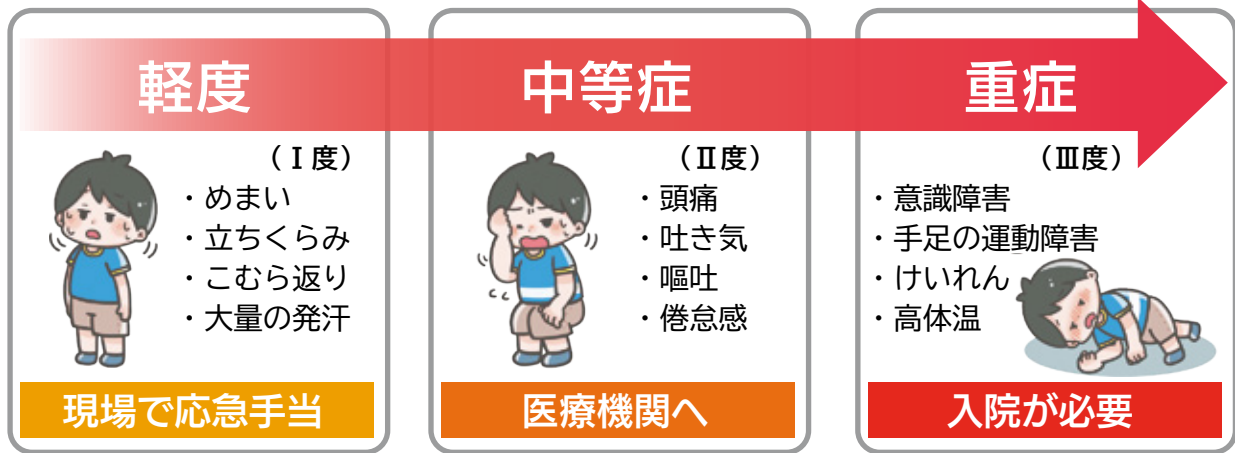 軽度
(Ⅰ度)
・めまい
・立ちくらみ
・こむら返り
・大量の発汗
現場で応急手当
中等症
(Ⅱ度)
・頭痛
・吐き気
・嘔吐
・倦怠感
医療機関へ
重症
(Ⅲ度)
・意識障害
・手足の運動障害
・けいれん
・高体温
入院が必要